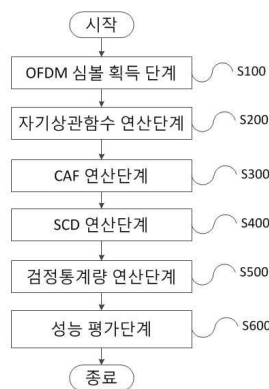 시작
OFDM 심볼 획득 단계
S100
자기상관함수 연산단계
S200
CAF 연산단계
S300
SCD 연산단계
S400
검정통계량 연산단계
S500
성능 평가단계
S600
종료